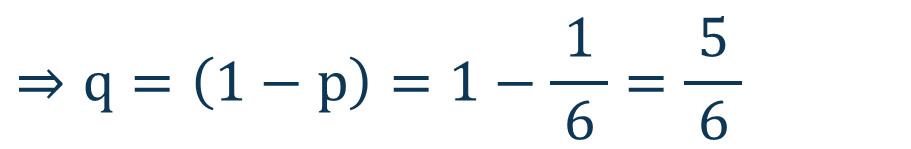 ⇒ q = (1 − p) = 1 − 1/6 = 5/6